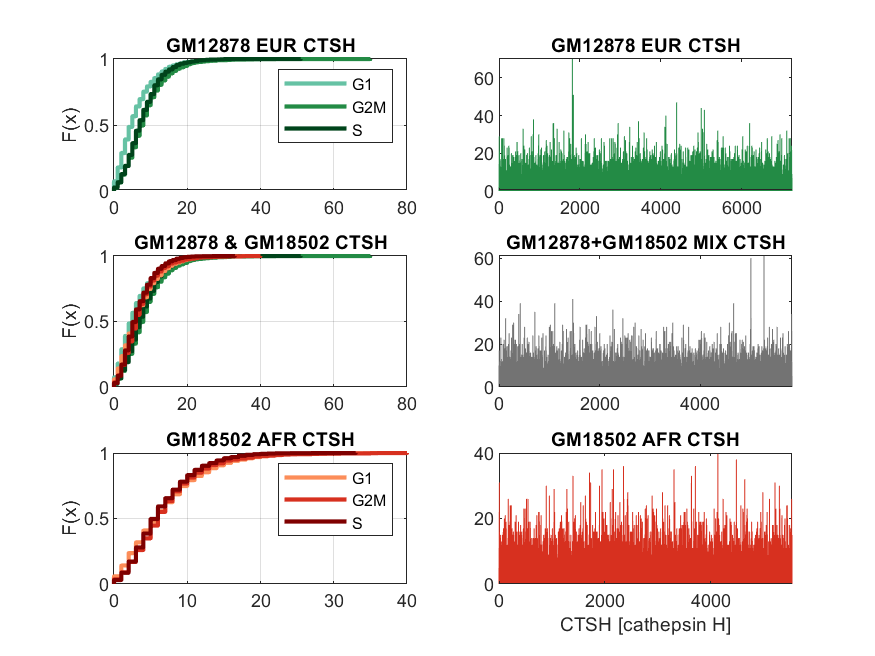 GM12878 EUR CTSH
1
0.5
0
F(x)
0 20 40 60 80
G1
G2M
S
GM12878 EUR CTSH
60
40
20
0
0 2000 4000 6000
GM12878 & GM18502 CTSH
1
0.5
0
F(x)
0 20 40 60 80
GM12878+GM18502 MIX CTSH
60
40
20
0
0 2000 4000
GM18502 AFR CTSH
1
0.5
0
F(x)
0 10 20 30 40
G1
G2M
S
GM18502 AFR CTSH
40
20
0
0 2000 4000
CTSH [cathepsin H]